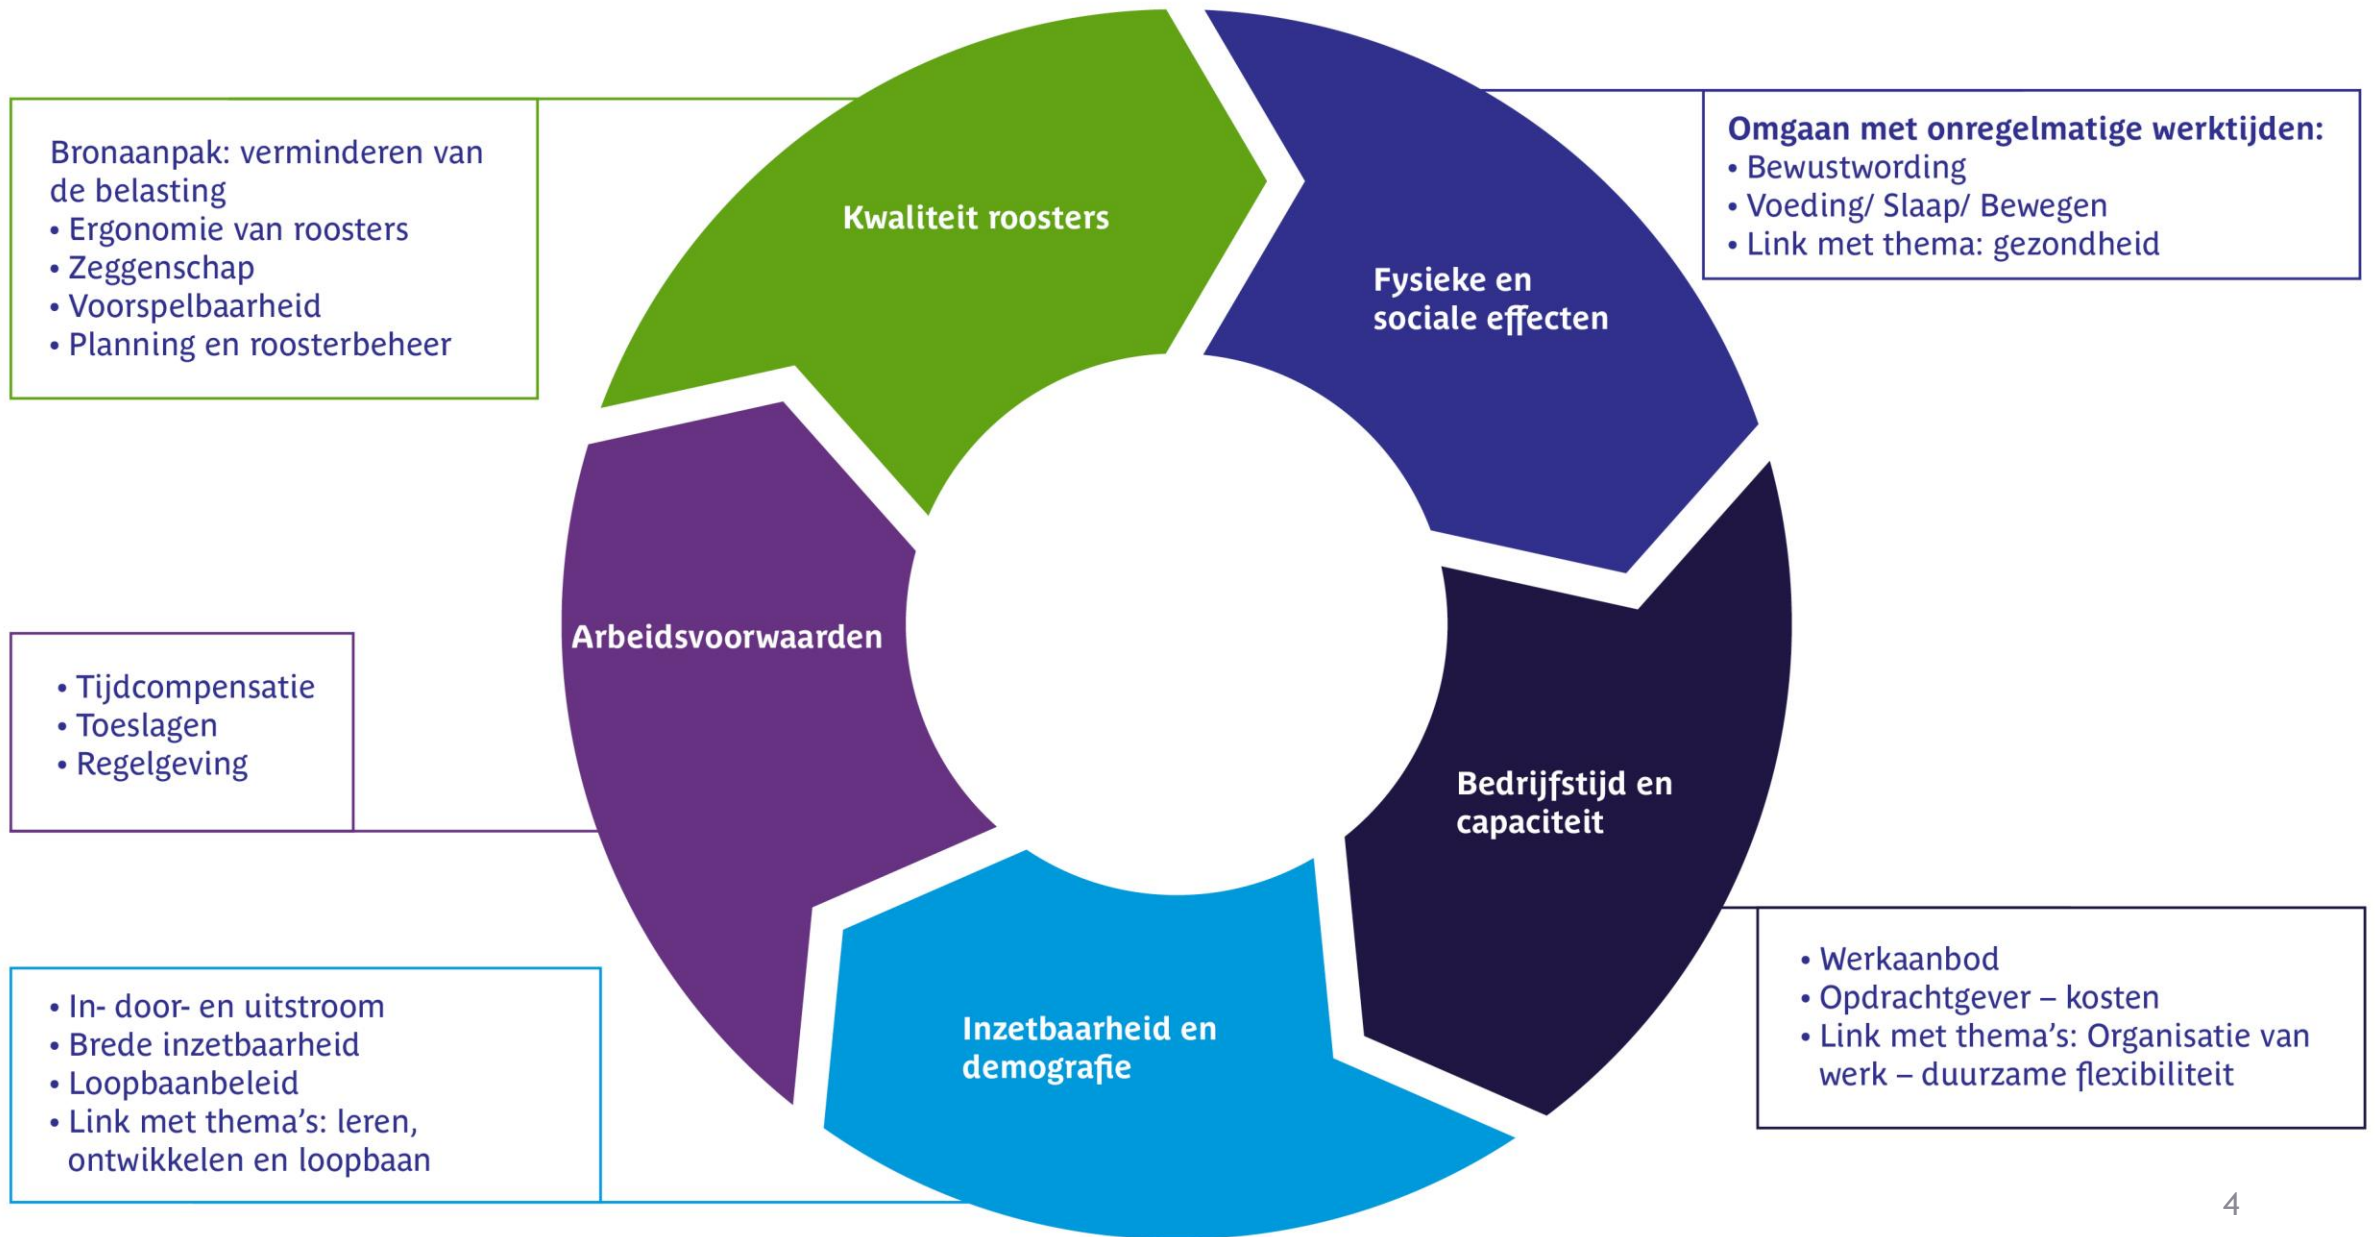 Kwaliteit roosters
Bronaanpak: verminderen van
de belasting
• Ergonomie van roosters
• Zeggenschap
• Voorspelbaarheid
• Planning en roosterbeheer
Fysieke en
sociale effecten
Omgaan met onregelmatige werktijden:
• Bewustwording
• Voeding/ Slaap/ Bewegen
• Link met thema: gezondheid
Arbeidsvoorwaarden
• Tijdcompensatie
• Toeslagen
• Regelgeving
Bedrijfstijd en
capaciteit
• Werkaanbod
• Opdrachtgever – kosten
• Link met thema’s: Organisatie van
werk – duurzame flexibiliteit
Inzetbaarheid en
demografie
• In- door- en uitstroom
• Brede inzetbaarheid
• Loopbaanbeleid
• Link met thema’s: leren,
ontwikkelen en loopbaan
4